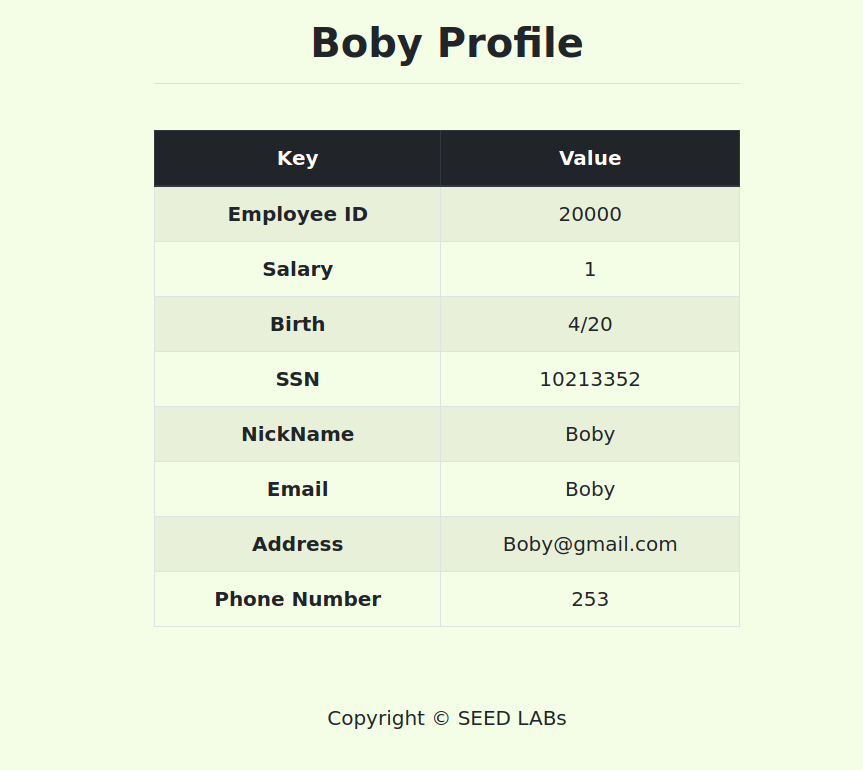 Boby Profile
Key Value
Employee ID 20000
Salary 1
Birth 4/20
SSN 10213352
NickName Boby
Email Boby
Address Boby@gmail.com
Phone Number 253
Copyright © SEED LABs